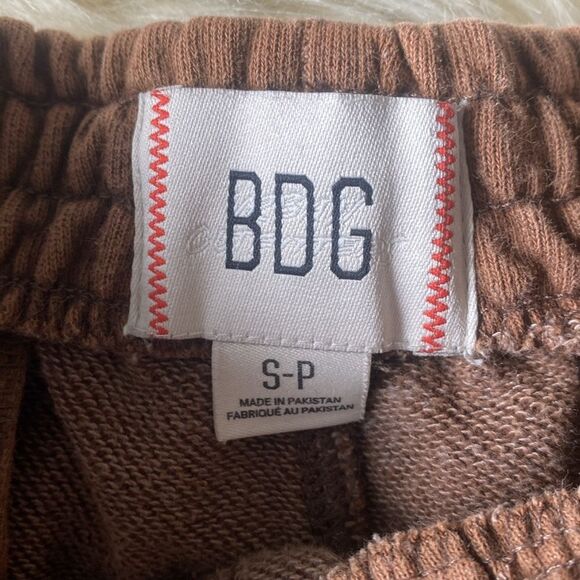 BDG
S-P
MADE IN PAKISTAN
FABRIQUÉ AU PAKISTAN